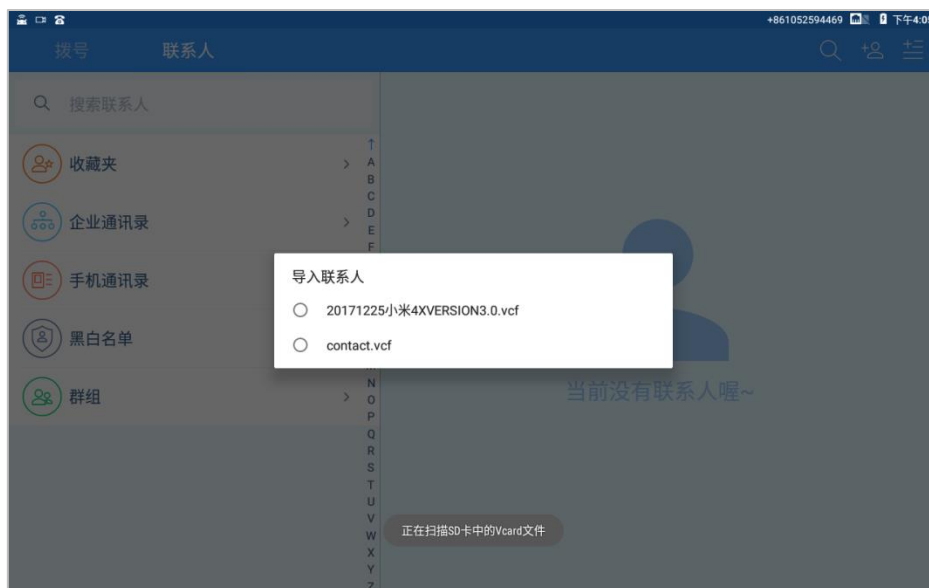 +861052594469 下午4:05
拨号 联系人
搜索联系人
收藏夹
企业通讯录
手机通讯录
黑白名单
群组
↑
A
B
C
D
E
F
M
N
O
P
Q
R
S
T
U
V
W
X
Y
Z
导入联系人
20171225小米4XVERSION3.0.vcf
contact.vcf
当前没有联系人喔~
正在扫描SD卡中的Vcard文件